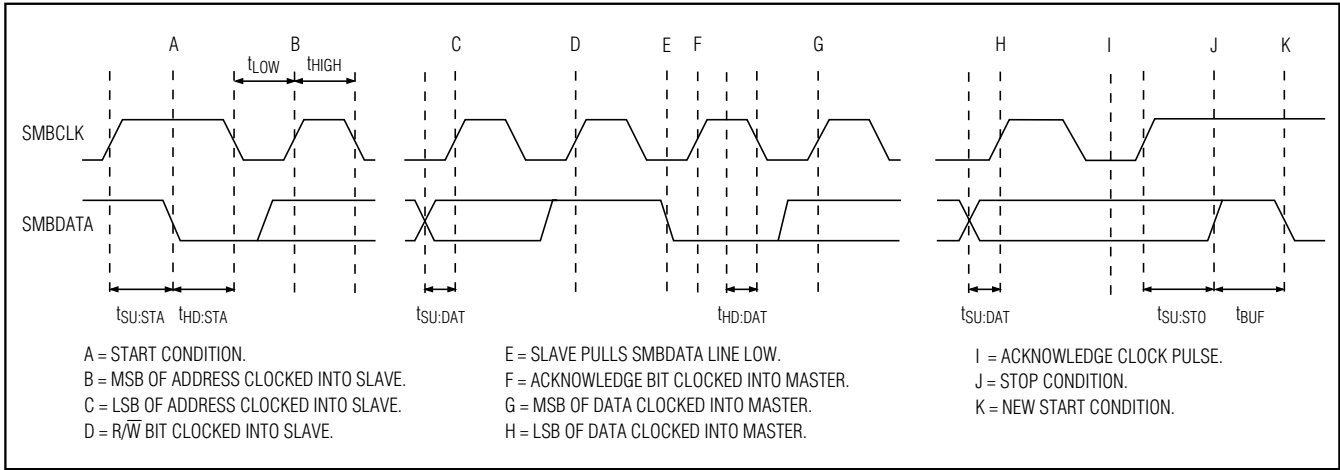 A B C D E F G H I J K
tLOW tHIGH
SMBCLK
SMBDATA
tSU:STA tHD:STA tSU:DAT tHD:DAT tSU:DAT tSU:STO tBUF
A = START CONDITION.
B = MSB OF ADDRESS CLOCKED INTO SLAVE.
C = LSB OF ADDRESS CLOCKED INTO SLAVE.
D = R/W̅ BIT CLOCKED INTO SLAVE.
E = SLAVE PULLS SMBDATA LINE LOW.
F = ACKNOWLEDGE BIT CLOCKED INTO MASTER.
G = MSB OF DATA CLOCKED INTO MASTER.
H = LSB OF DATA CLOCKED INTO MASTER.
I = ACKNOWLEDGE CLOCK PULSE.
J = STOP CONDITION.
K = NEW START CONDITION.